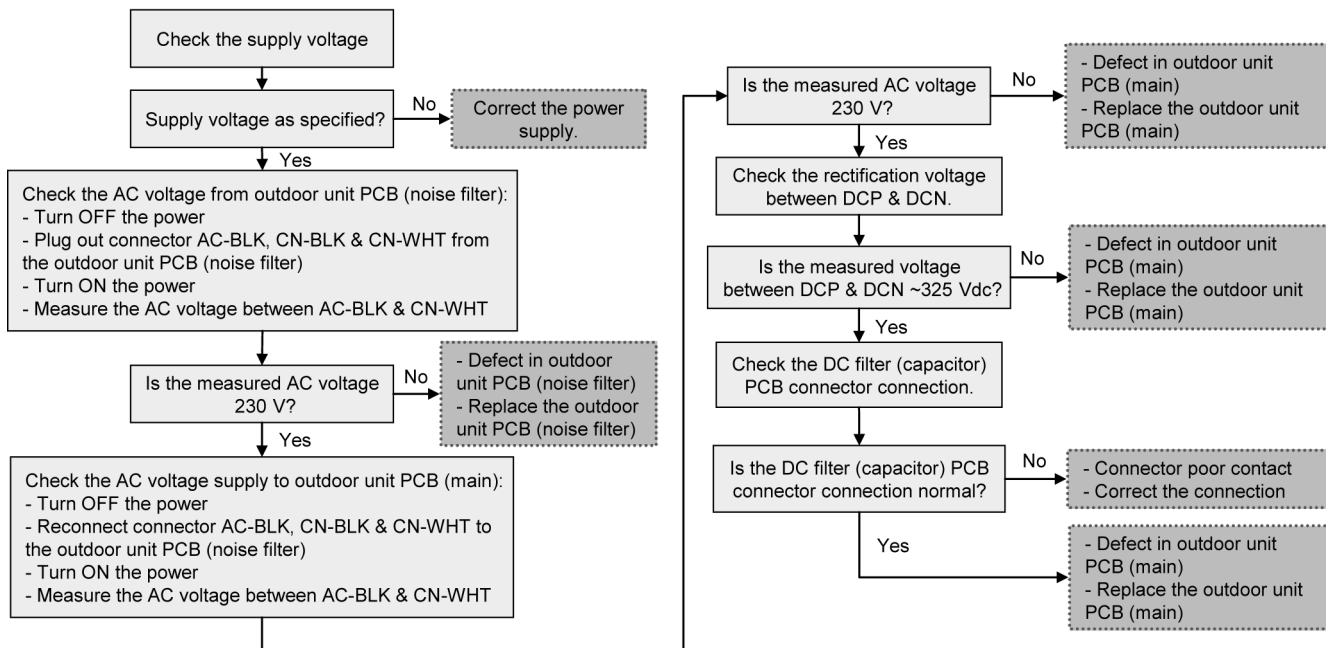 Check the supply voltage
Supply voltage as specified?
No
Correct the power
supply.
Yes
Check the AC voltage from outdoor unit PCB (noise filter):
- Turn OFF the power
- Plug out connector AC-BLK, CN-BLK & CN-WHT from
the outdoor unit PCB (noise filter)
- Turn ON the power
- Measure the AC voltage between AC-BLK & CN-WHT
Is the measured AC voltage
230 V?
No
- Defect in outdoor
unit PCB (noise filter)
- Replace the outdoor
unit PCB (noise filter)
Yes
Check the AC voltage supply to outdoor unit PCB (main):
- Turn OFF the power
- Reconnect connector AC-BLK, CN-BLK & CN-WHT to
the outdoor unit PCB (noise filter)
- Turn ON the power
- Measure the AC voltage between AC-BLK & CN-WHT
Is the measured AC voltage
230 V?
No
- Defect in outdoor unit
PCB (main)
- Replace the outdoor unit
PCB (main)
Yes
Check the rectification voltage
between DCP & DCN.
Is the measured voltage
between DCP & DCN ~325 Vdc?
No
- Defect in outdoor unit
PCB (main)
- Replace the outdoor unit
PCB (main)
Yes
Check the DC filter (capacitor)
PCB connector connection.
Is the DC filter (capacitor) PCB
connector connection normal?
No
- Connector poor contact
- Correct the connection
Yes
- Defect in outdoor unit
PCB (main)
- Replace the outdoor unit
PCB (main)